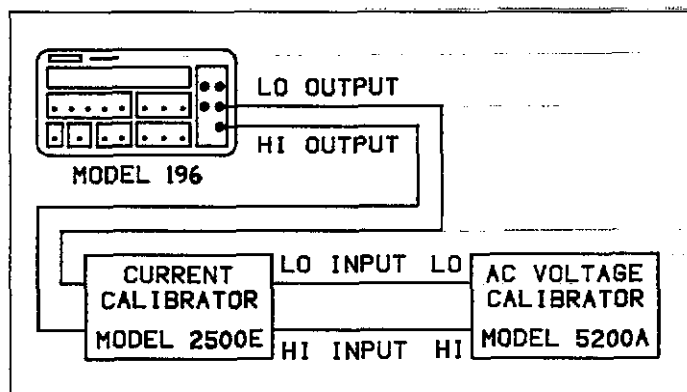 LO OUTPUT
HI OUTPUT
MODEL 196
CURRENT
CALIBRATOR
MODEL 2500E
LO INPUT LO
HI INPUT HI
AC VOLTAGE
CALIBRATOR
MODEL 5200A